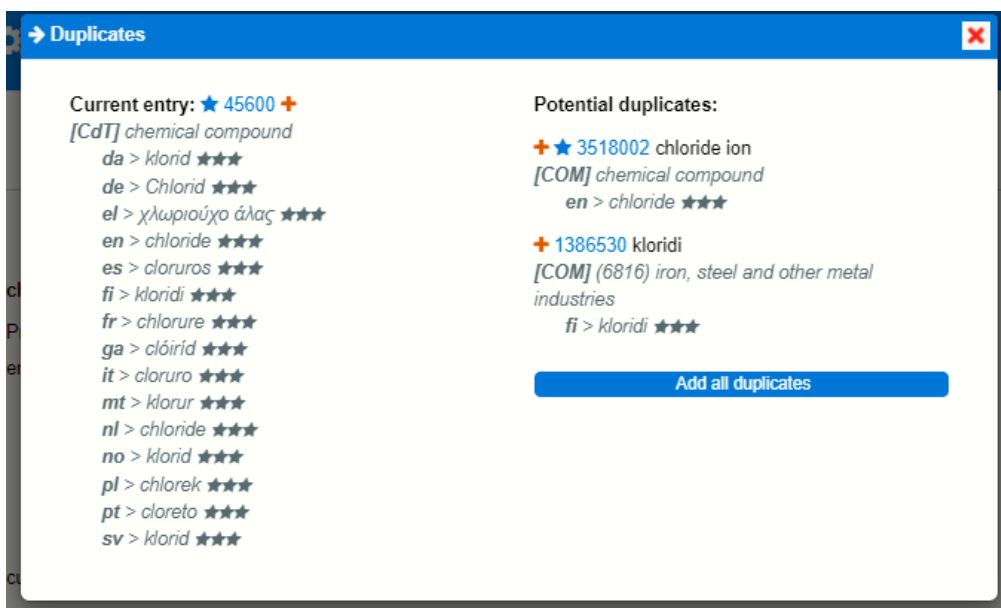 Duplicates
Current entry: ★ 45600 +
[CdT] chemical compound
da > klorid ★★★
de > Chlorid ★★★
el > χλωριούχο άλας ★★★
en > chloride ★★★
es > cloruros ★★★
fi > kloridi ★★★
fr > chlorure ★★★
ga > clóiríd ★★★
it > cloruro ★★★
mt > klorur ★★★
nl > chloride ★★★
no > klorid ★★★
pl > chlorek ★★★
pt > cloreto ★★★
sv > klorid ★★★
Potential duplicates:
+ ★ 3518002 chloride ion
[COM] chemical compound
en > chloride ★★★
+ 1386530 kloridi
[COM] (6816) iron, steel and other metal
industries
fi > kloridi ★★★
Add all duplicates